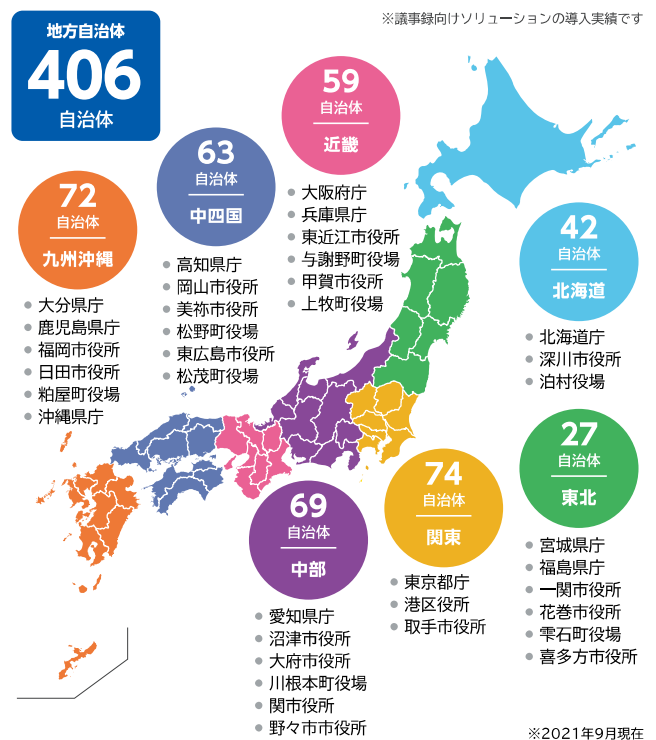 ※議事録向けソリューションの導入実績です
地方自治体
406
自治体
59
自治体
近畿
大阪府庁
兵庫県庁
東近江市役所
与謝野町役場
甲賀市役所
上牧町役場
63
自治体
中四国
高知県庁
岡山市役所
美祢市役所
松野町役場
東広島市役所
松茂町役場
72
自治体
九州沖縄
大分県庁
鹿児島県庁
福岡市役所
日田市役所
粕屋町役場
沖縄県庁
42
自治体
北海道
北海道庁
深川市役所
泊村役場
27
自治体
東北
宮城県庁
福島県庁
一関市役所
花巻市役所
雫石町役場
喜多方市役所
74
自治体
関東
東京都庁
港区役所
取手市役所
69
自治体
中部
愛知県庁
沼津市役所
大府市役所
川根本町役場
関市役所
野々市市役所
※2021年9月現在